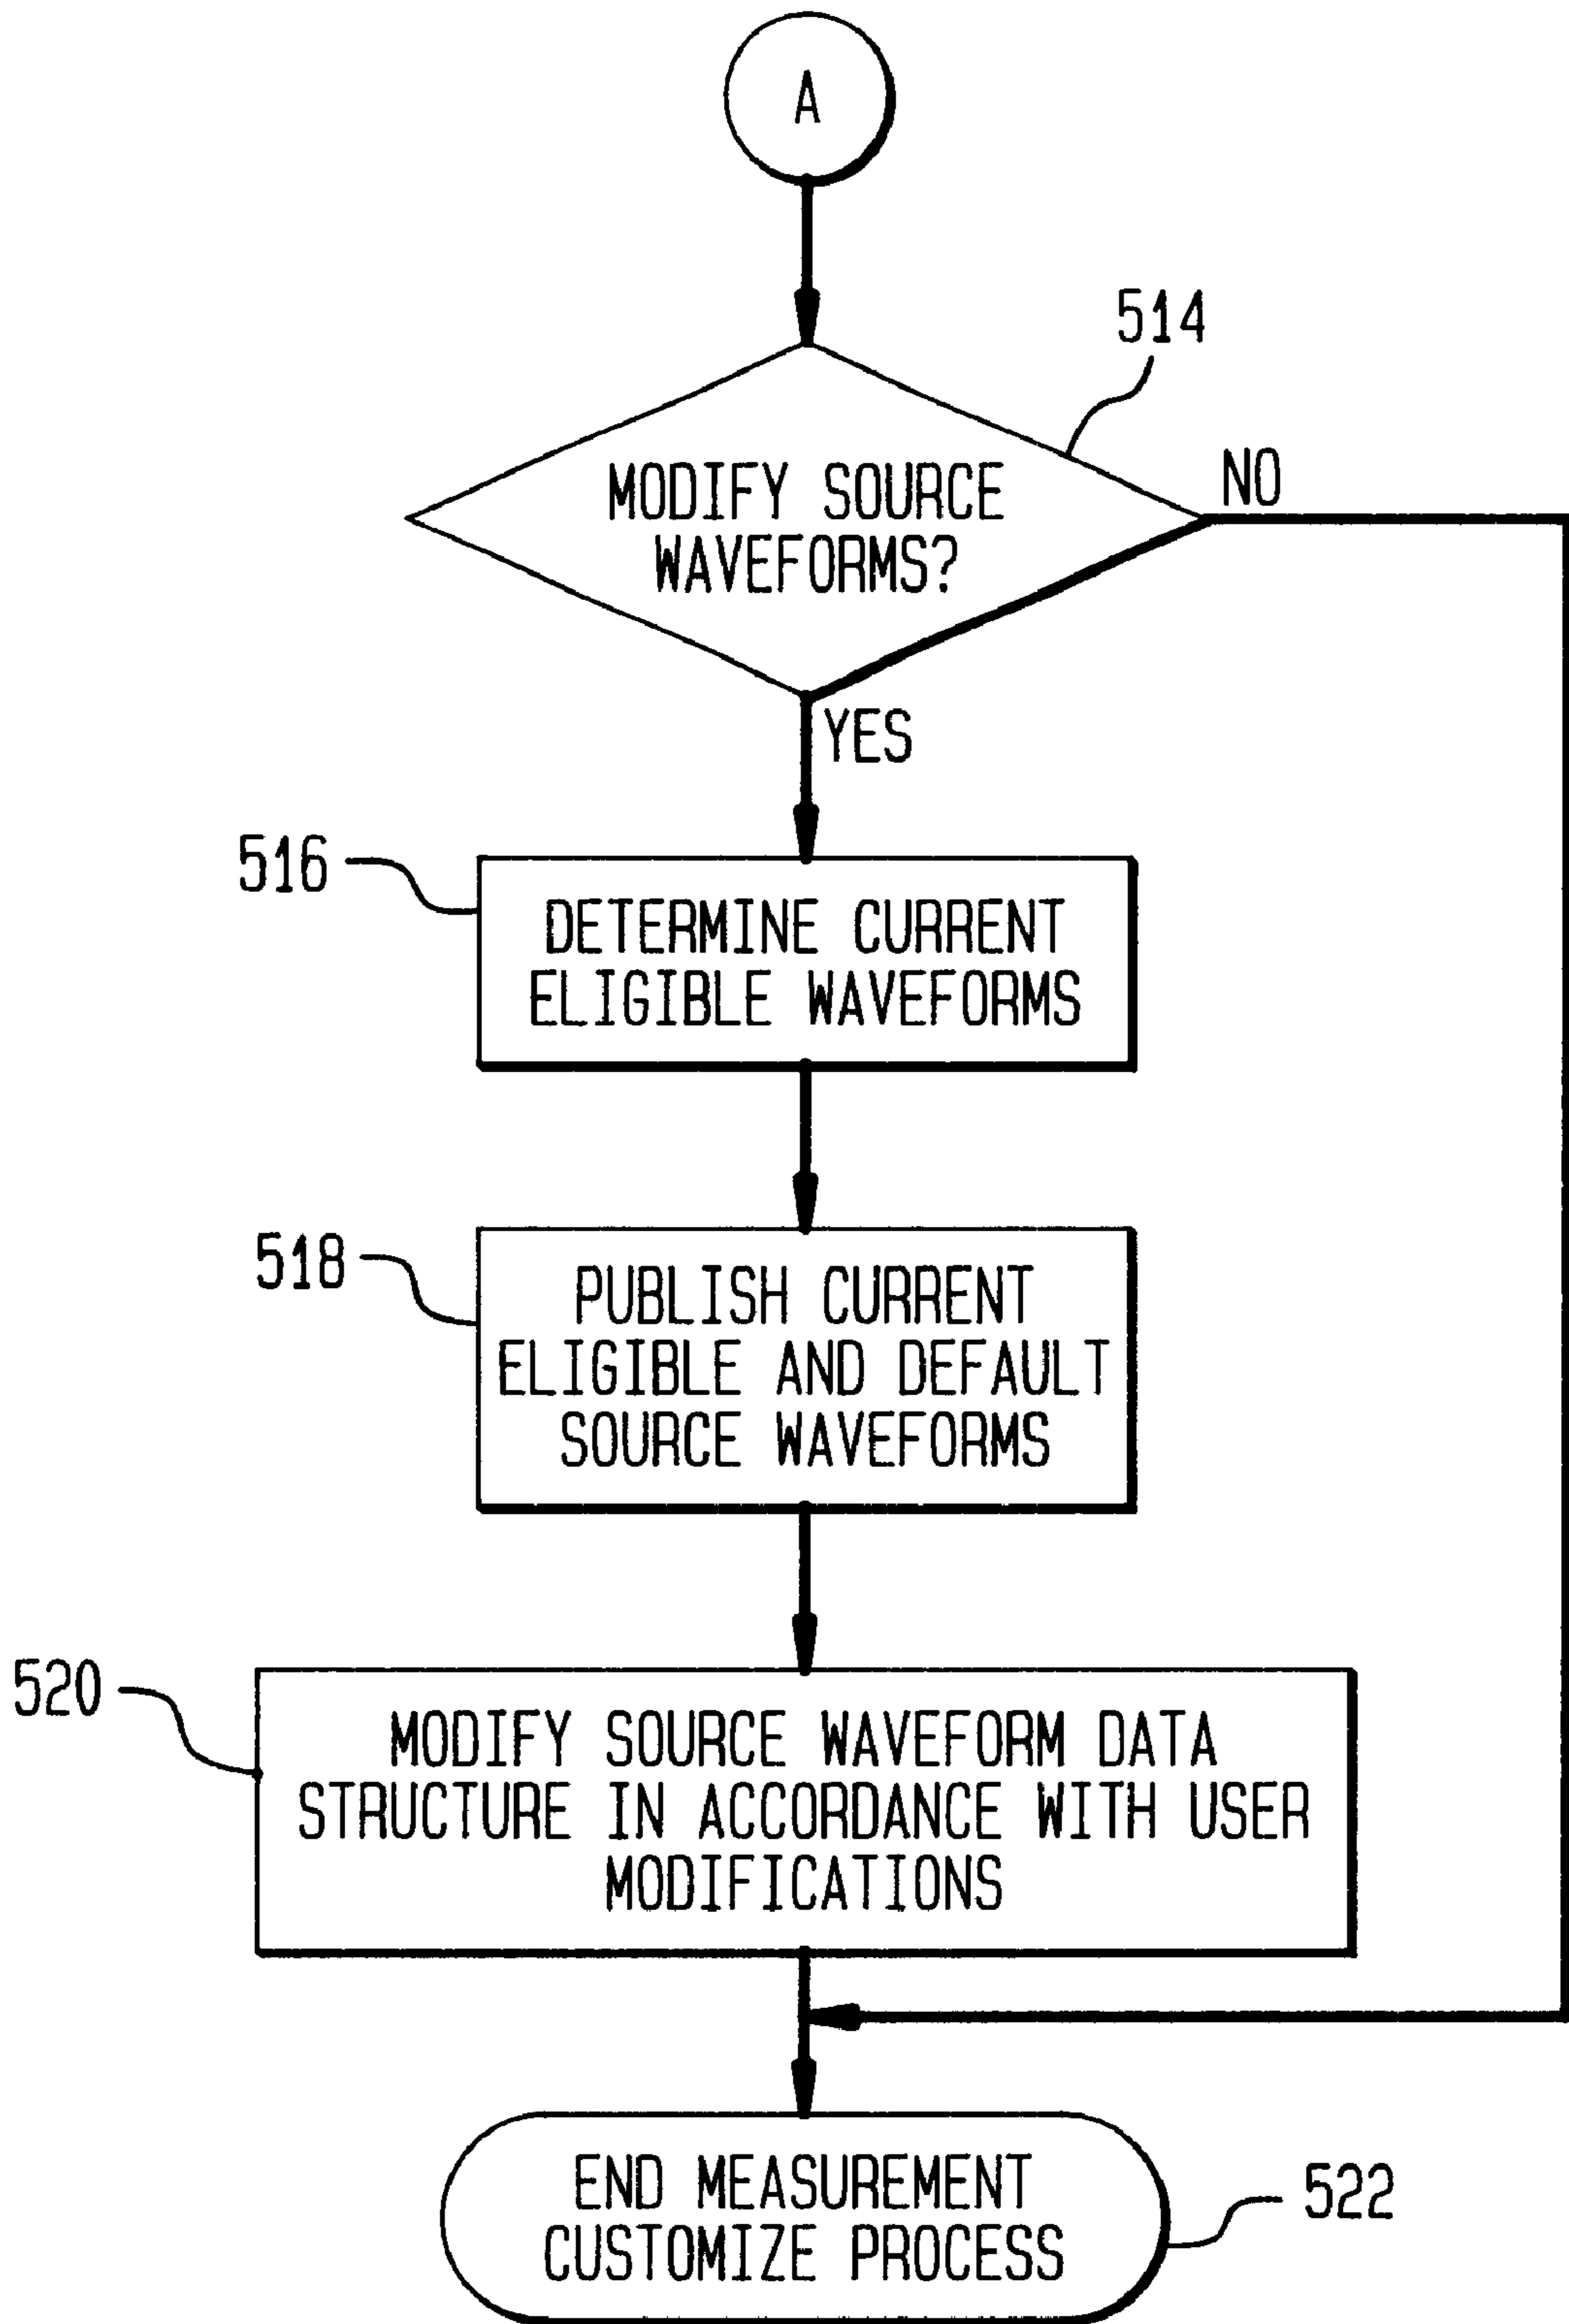 A
514
MODIFY SOURCE
WAVEFORMS?
NO
YES
516
DETERMINE CURRENT
ELIGIBLE WAVEFORMS
518
PUBLISH CURRENT
ELIGIBLE AND DEFAULT
SOURCE WAVEFORMS
520
MODIFY SOURCE WAVEFORM DATA
STRUCTURE IN ACCORDANCE WITH USER
MODIFICATIONS
END MEASUREMENT
CUSTOMIZE PROCESS
522